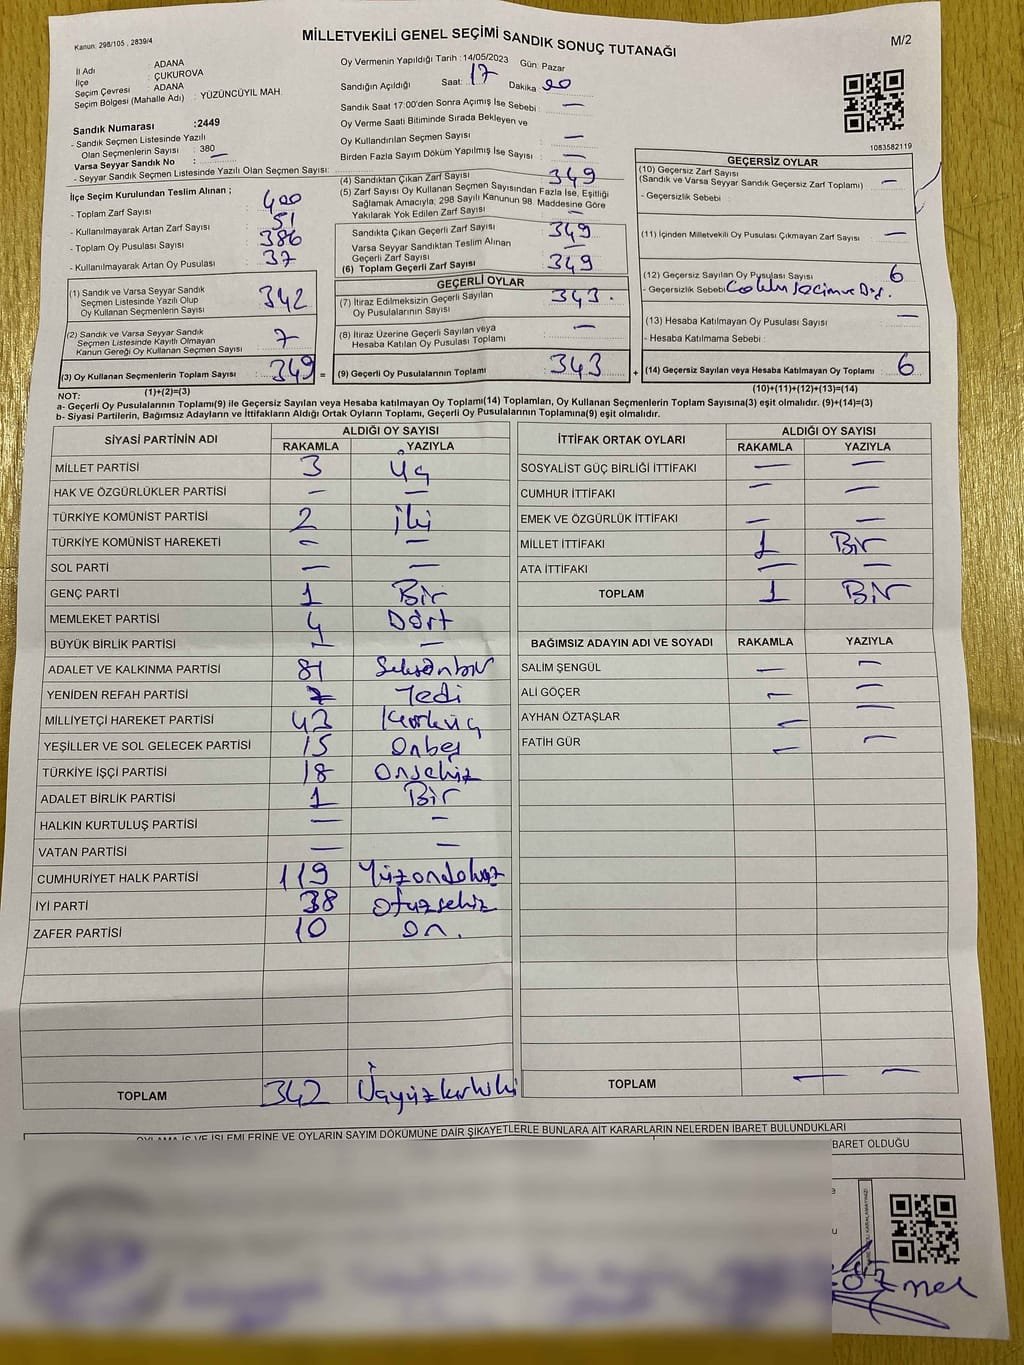 Kanun: 298/105 , 2839/4
MİLLETVEKİLİ GENEL SEÇİMİ SANDIK SONUÇ TUTANAĞI
M/2
İl Adı : ADANA
İlçe : ÇUKUROVA
Seçim Çevresi : ADANA
Seçim Bölgesi (Mahalle Adı) : YÜZÜNCÜYIL MAH.
Oy Vermenin Yapıldığı Tarih :14/05/2023 Gün: Pazar
Sandığın Açıldığı Saat: 17 Dakika 20
Sandık Saat 17:00'den Sonra Açımış İse Sebebi : —
Oy Verme Saati Bitiminde Sırada Bekleyen ve
Oy Kullandırılan Seçmen Sayısı —
Birden Fazla Sayım Döküm Yapılmış İse Sayısı : —
1083582119
Sandık Numarası :2449
- Sandık Seçmen Listesinde Yazılı
Olan Seçmenlerin Sayısı : 380
Varsa Seyyar Sandık No : —
- Seyyar Sandık Seçmen Listesinde Yazılı Olan Seçmen Sayısı:
İlçe Seçim Kurulundan Teslim Alınan ;
- Toplam Zarf Sayısı : 400
- Kullanılmayarak Artan Zarf Sayısı : 51
- Toplam Oy Pusulası Sayısı : 386
- Kullanılmayarak Artan Oy Pusulası : 37
(4) Sandıktan Çıkan Zarf Sayısı 349
(5) Zarf Sayısı Oy Kullanan Seçmen Sayısından Fazla İse, Eşitliği
Sağlamak Amacıyla; 298 Sayılı Kanunun 98. Maddesine Göre
Yakılarak Yok Edilen Zarf Sayısı —
Sandıkta Çıkan Geçerli Zarf Sayısı 349
Varsa Seyyar Sandıktan Teslim Alınan
Geçerli Zarf Sayısı —
(6) Toplam Geçerli Zarf Sayısı 349
GEÇERSİZ OYLAR
(10) Geçersiz Zarf Sayısı
(Sandık ve Varsa Seyyar Sandık Geçersiz Zarf Toplamı) —
- Geçersizlik Sebebi :
(11) İçinden Milletvekili Oy Pusulası Çıkmayan Zarf Sayısı : —
(12) Geçersiz Sayılan Oy Pusulası Sayısı : 6
- Geçersizlik Sebebi
(13) Hesaba Katılmayan Oy Pusulası Sayısı : —
- Hesaba Katılmama Sebebi :
(14) Geçersiz Sayılan veya Hesaba Katılmayan Oy Toplamı : 6
(1) Sandık ve Varsa Seyyar Sandık
Seçmen Listesinde Yazılı Olup
Oy Kullanan Seçmenlerin Sayısı : 342
(2) Sandık ve Varsa Seyyar Sandık
Seçmen Listesinde Kayıtlı Olmayan
Kanun Gereği Oy Kullanan Seçmen Sayısı : 7
(3) Oy Kullanan Seçmenlerin Toplam Sayısı : 349 =
GEÇERLİ OYLAR
(7) İtiraz Edilmeksizin Geçerli Sayılan
Oy Pusulalarının Sayısı : 343.
(8) İtiraz Üzerine Geçerli Sayılan veya
Hesaba Katılan Oy Pusulası Toplamı : —
(9) Geçerli Oy Pusulalarının Toplamı : 343 +
NOT: (1)+(2)=(3) (10)+(11)+(12)+(13)=(14)
a- Geçerli Oy Pusulalarının Toplamı(9) ile Geçersiz Sayılan veya Hesaba Katılmayan Oy Toplamı(14) Toplamları, Oy Kullanan Seçmenlerin Toplam Sayısına(3) eşit olmalıdır. (9)+(14)=(3)
b- Siyasi Partilerin, Bağımsız Adayların ve İttifakların Aldığı Ortak Oyların Toplamı, Geçerli Oy Pusulalarının Toplamına(9) eşit olmalıdır.
SİYASİ PARTİNİN ADI ALDIĞI OY SAYISI
RAKAMLA YAZIYLA
MİLLET PARTİSİ 3 Üç
HAK VE ÖZGÜRLÜKLER PARTİSİ — —
TÜRKİYE KOMÜNİST PARTİSİ 2 iki
TÜRKİYE KOMÜNİST HAREKETİ — —
SOL PARTİ — —
GENÇ PARTİ 1 Bir
MEMLEKET PARTİSİ 4 Dört
BÜYÜK BİRLİK PARTİSİ — —
ADALET VE KALKINMA PARTİSİ 81 Seksenbir
YENİDEN REFAH PARTİSİ 7 Yedi
MİLLİYETÇİ HAREKET PARTİSİ 43 Kırküç
YEŞİLLER VE SOL GELECEK PARTİSİ 15 Onbeş
TÜRKİYE İŞÇİ PARTİSİ 18 Onsekiz
ADALET BİRLİK PARTİSİ 1 Bir
HALKIN KURTULUŞ PARTİSİ — —
VATAN PARTİSİ — —
CUMHURİYET HALK PARTİSİ 119 Yüzondokuz
İYİ PARTİ 38 Otuzsekiz
ZAFER PARTİSİ 10 On.
TOPLAM 342 Üçyüzkırkiki
İTTİFAK ORTAK OYLARI ALDIĞI OY SAYISI
RAKAMLA YAZIYLA
SOSYALİST GÜÇ BİRLİĞİ İTTİFAKI — —
CUMHUR İTTİFAKI — —
EMEK VE ÖZGÜRLÜK İTTİFAKI — —
MİLLET İTTİFAKI 1 Bir
ATA İTTİFAKI — —
TOPLAM 1 Bir
BAĞIMSIZ ADAYIN ADI VE SOYADI RAKAMLA YAZIYLA
SALİM ŞENGÜL — —
ALİ GÖÇER — —
AYHAN ÖZTAŞLAR — —
FATİH GÜR — —
TOPLAM — —
OYLAMA İŞ VE İŞLEMLERİNE VE OYLARIN SAYIM DÖKÜMÜNE DAİR ŞİKAYETLERLE BUNLARA AİT KARARLARIN NELERDEN İBARET BULUNDUKLARI
BARET OLDUĞU